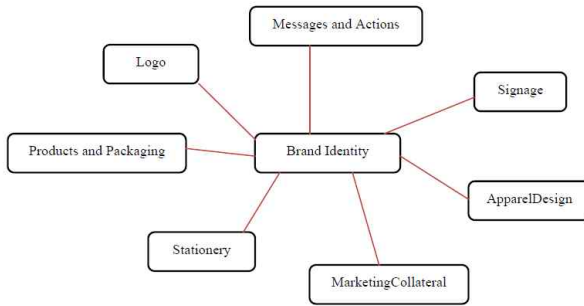 Messages and Actions
Logo
Signage
Products and Packaging
Brand Identity
ApparelDesign
Stationery
MarketingCollateral